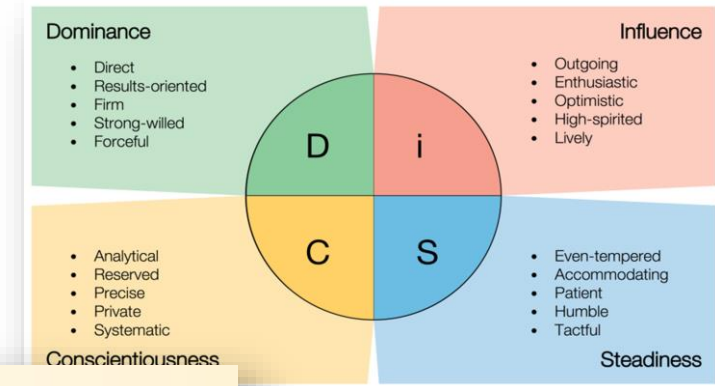 Dominance
• Direct
• Results-oriented
• Firm
• Strong-willed
• Forceful
Influence
• Outgoing
• Enthusiastic
• Optimistic
• High-spirited
• Lively
D
i
C
S
• Analytical
• Reserved
• Precise
• Private
• Systematic
Conscientiousness
• Even-tempered
• Accommodating
• Patient
• Humble
• Tactful
Steadiness